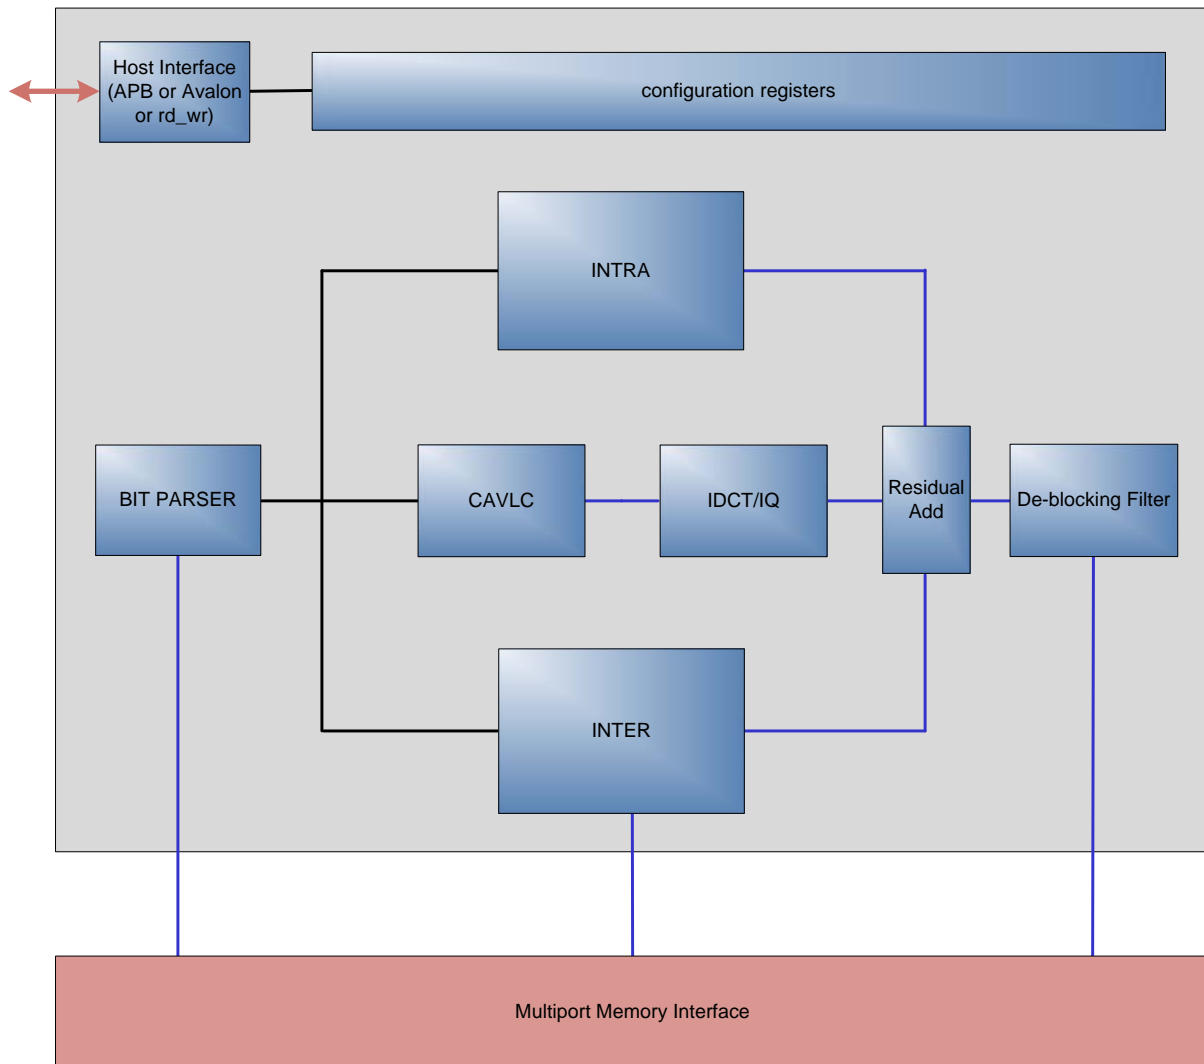 Host Interface
(APB or Avalon
or rd_wr)
configuration registers
INTRA
BIT PARSER
CAVLC
IDCT/IQ
Residual
Add
De-blocking Filter
INTER
Multiport Memory Interface